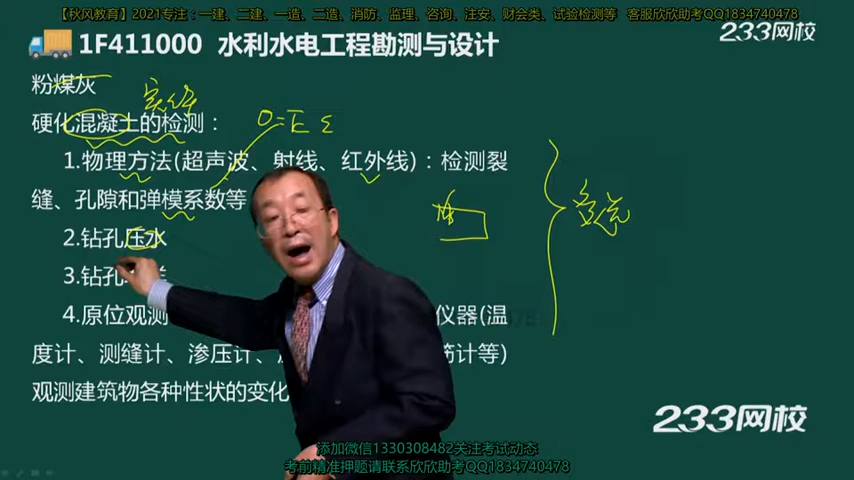 【秋风教育】2021专注：一建、二建、一造、二造、消防、监理、咨询、注安、财会类、试验检测等 客服欣欣助考QQ1834740478
233网校
1F411000 水利水电工程勘测与设计
粉煤灰
硬化混凝土的检测：
σ=Eε
1.物理方法(超声波、射线、红外线)：检测裂
缝、孔隙和弹模系数等
2.钻孔压水
3.钻孔
4.原位观测 仪器(温
度计、测缝计、渗压计、 筋计等)
观测建筑物各种性状的变化
233网校
添加微信1330308482关注考试动态
考前精准押题请联系欣欣助考QQ1834740478